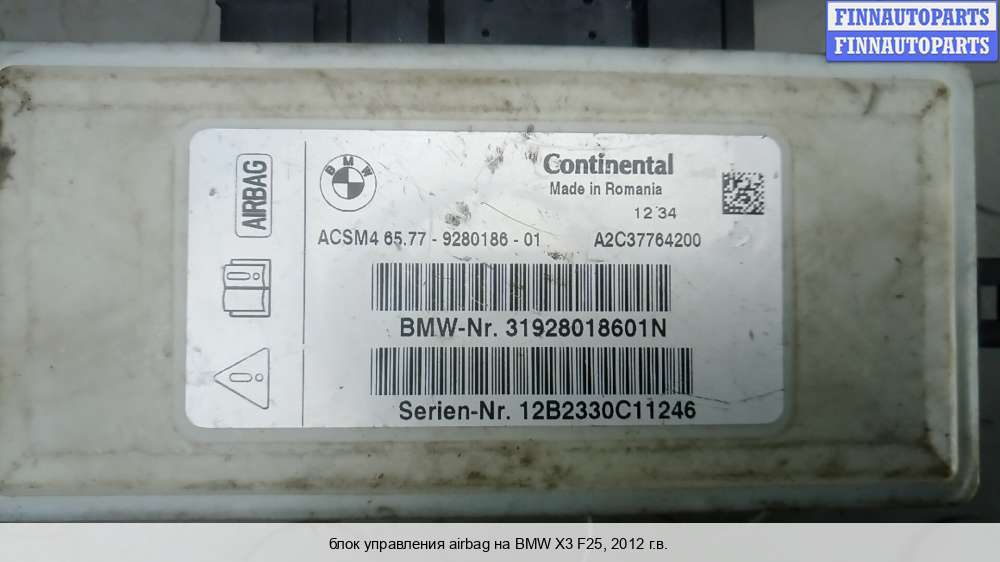 FINNAUTOPARTS
FINNAUTOPARTS
AIRBAG
BMW
Continental
Made in Romania
12 34
ACSM4 65.77 - 9280186 - 01 A2C37764200
BMW-Nr. 31928018601N
Serien-Nr. 12B2330C11246
блок управления airbag на BMW X3 F25, 2012 г.в.